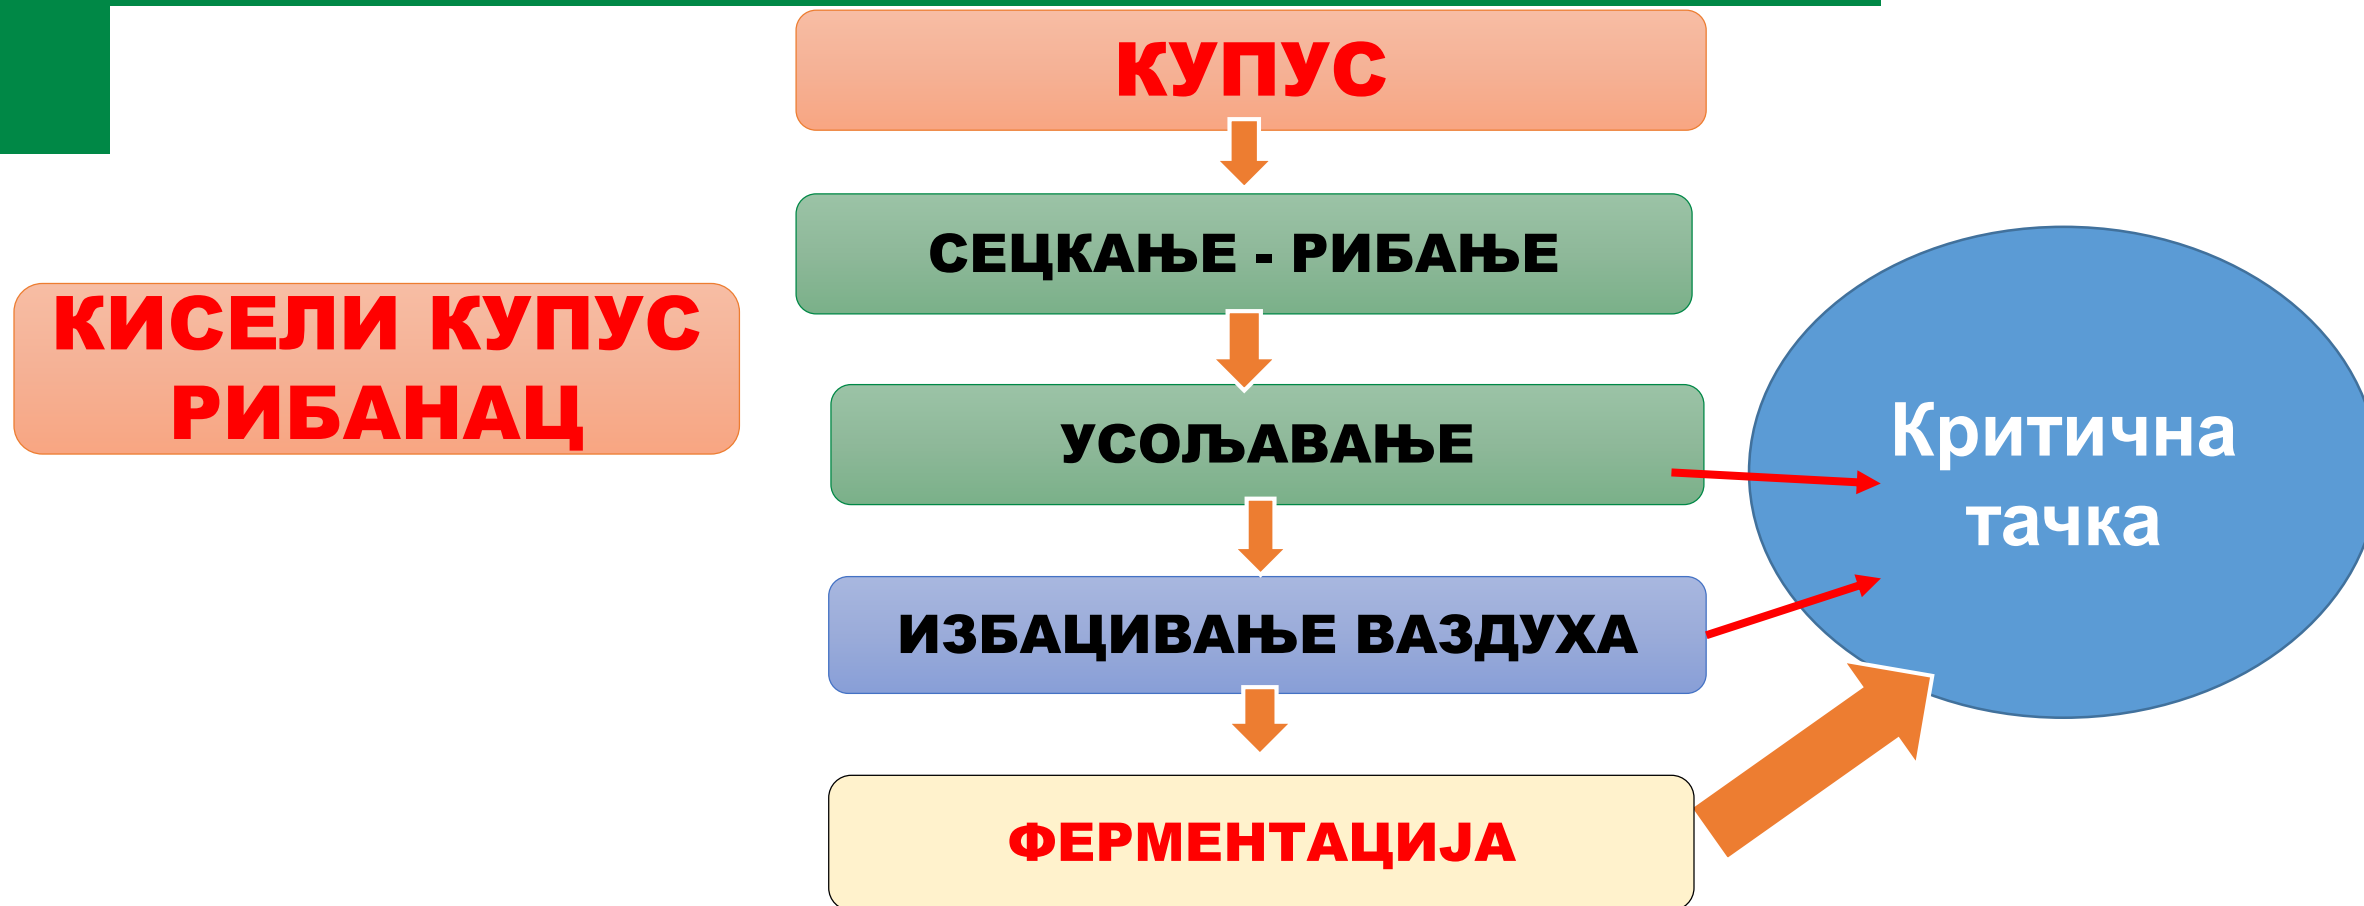 КУПУС
СЕЦКАЊЕ - РИБАЊЕ
КИСЕЛИ КУПУС
РИБАНАЦ
УСОЉАВАЊЕ
Критична
тачка
ИЗБАЦИВАЊЕ ВАЗДУХА
ФЕРМЕНТАЦИЈА